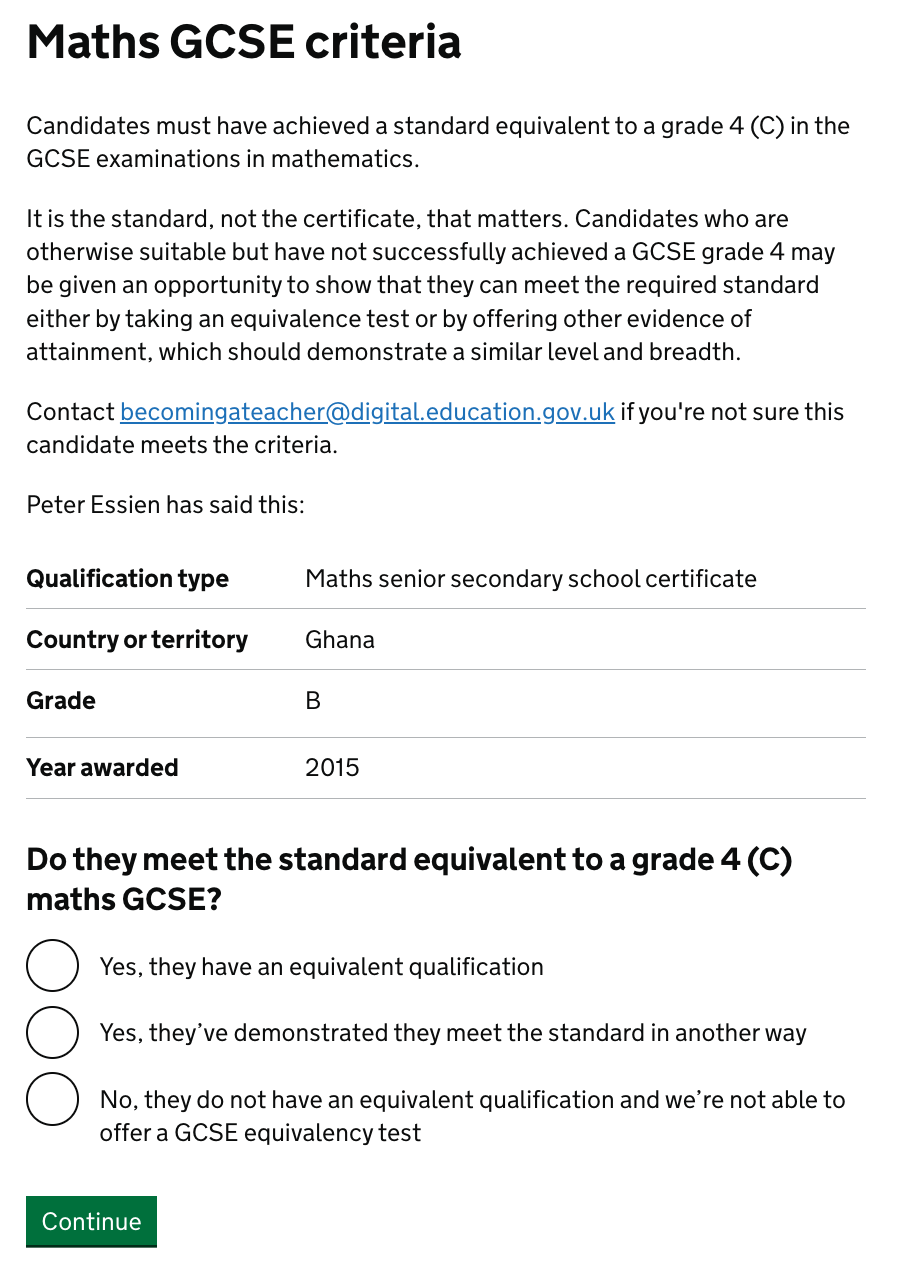 Maths GCSE criteria
Candidates must have achieved a standard equivalent to a grade 4 (C) in the
GCSE examinations in mathematics.
It is the standard, not the certificate, that matters. Candidates who are
otherwise suitable but have not successfully achieved a GCSE grade 4 may
be given an opportunity to show that they can meet the required standard
either by taking an equivalence test or by offering other evidence of
attainment, which should demonstrate a similar level and breadth.
Contact becomingateacher@digital.education.gov.uk if you're not sure this
candidate meets the criteria.
Peter Essien has said this:
Qualification type Maths senior secondary school certificate
Country or territory Ghana
Grade B
Year awarded 2015
Do they meet the standard equivalent to a grade 4 (C)
maths GCSE?
Yes, they have an equivalent qualification
Yes, they’ve demonstrated they meet the standard in another way
No, they do not have an equivalent qualification and we’re not able to
offer a GCSE equivalency test
Continue